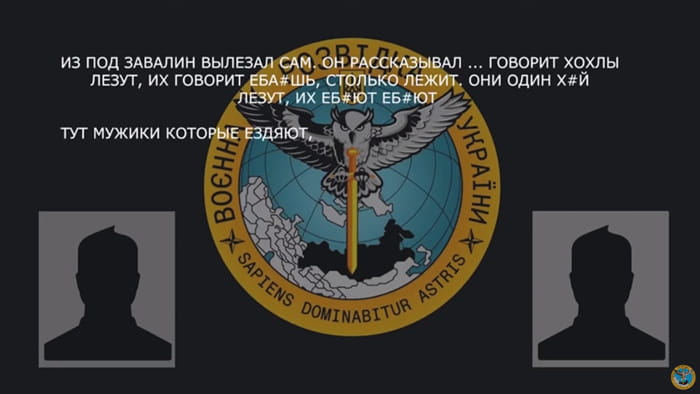 ИЗ ПОД ЗАВАЛИН ВЫЛЕЗАЛ САМ. ОН РАССКАЗЫВАЛ ... ГОВОРИТ ХОХЛЫ
ЛЕЗУТ, ИХ ГОВОРИТ ЕБА#ШЬ, СТОЛЬКО ЛЕЖИТ. ОНИ ОДИН Х#Й
ЛЕЗУТ, ИХ ЕБ#ЮТ ЕБ#ЮТ
ТУТ МУЖИКИ КОТОРЫЕ ЕЗДЯЮТ,
ВОЄННА РОЗВІДКА УКРАЇНИ
SAPIENS DOMINABITUR ASTRIS